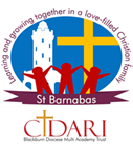 Learning and growing together in a love-filled Christian family
St Barnabas
CIDARI
Blackburn Diocese Multi Academy Trust